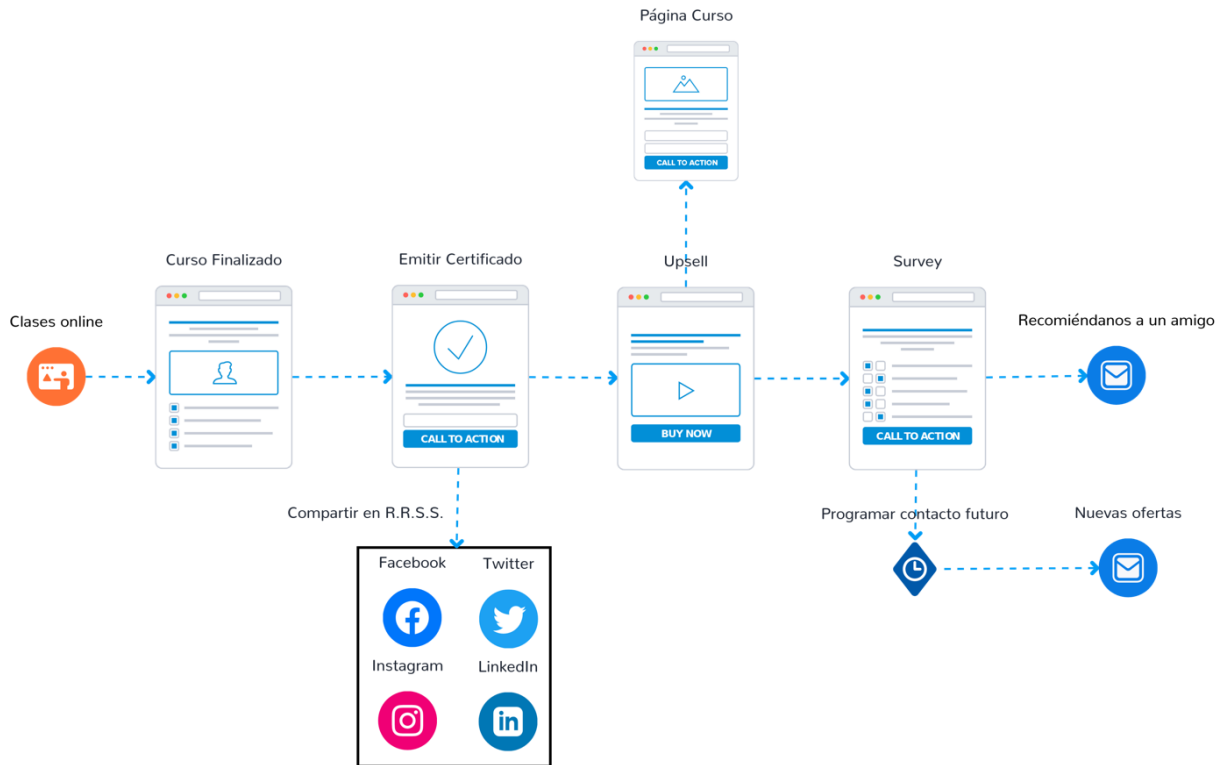 Página Curso
CALL TO ACTION
Curso Finalizado
Emitir Certificado
Upsell
Survey
Clases online
Recomiéndanos a un amigo
CALL TO ACTION
BUY NOW
CALL TO ACTION
Compartir en R.R.S.S.
Programar contacto futuro
Nuevas ofertas
Facebook
Twitter
Instagram
LinkedIn
in